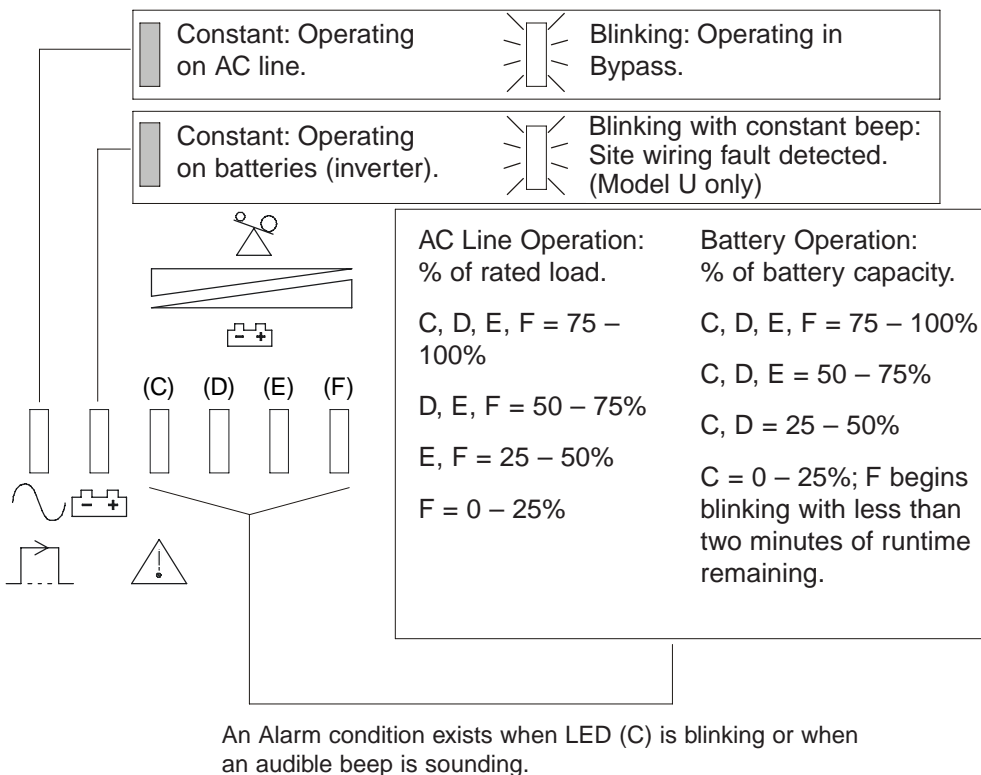 Constant: Operating
on AC line.
Blinking: Operating in
Bypass.
Constant: Operating
on batteries (inverter).
Blinking with constant beep:
Site wiring fault detected.
(Model U only)
AC Line Operation:
% of rated load.
C, D, E, F = 75 –
100%
D, E, F = 50 – 75%
E, F = 25 – 50%
F = 0 – 25%
Battery Operation:
% of battery capacity.
C, D, E, F = 75 – 100%
C, D, E = 50 – 75%
C, D = 25 – 50%
C = 0 – 25%; F begins
blinking with less than
two minutes of runtime
remaining.
(C) (D) (E) (F)
An Alarm condition exists when LED (C) is blinking or when
an audible beep is sounding.